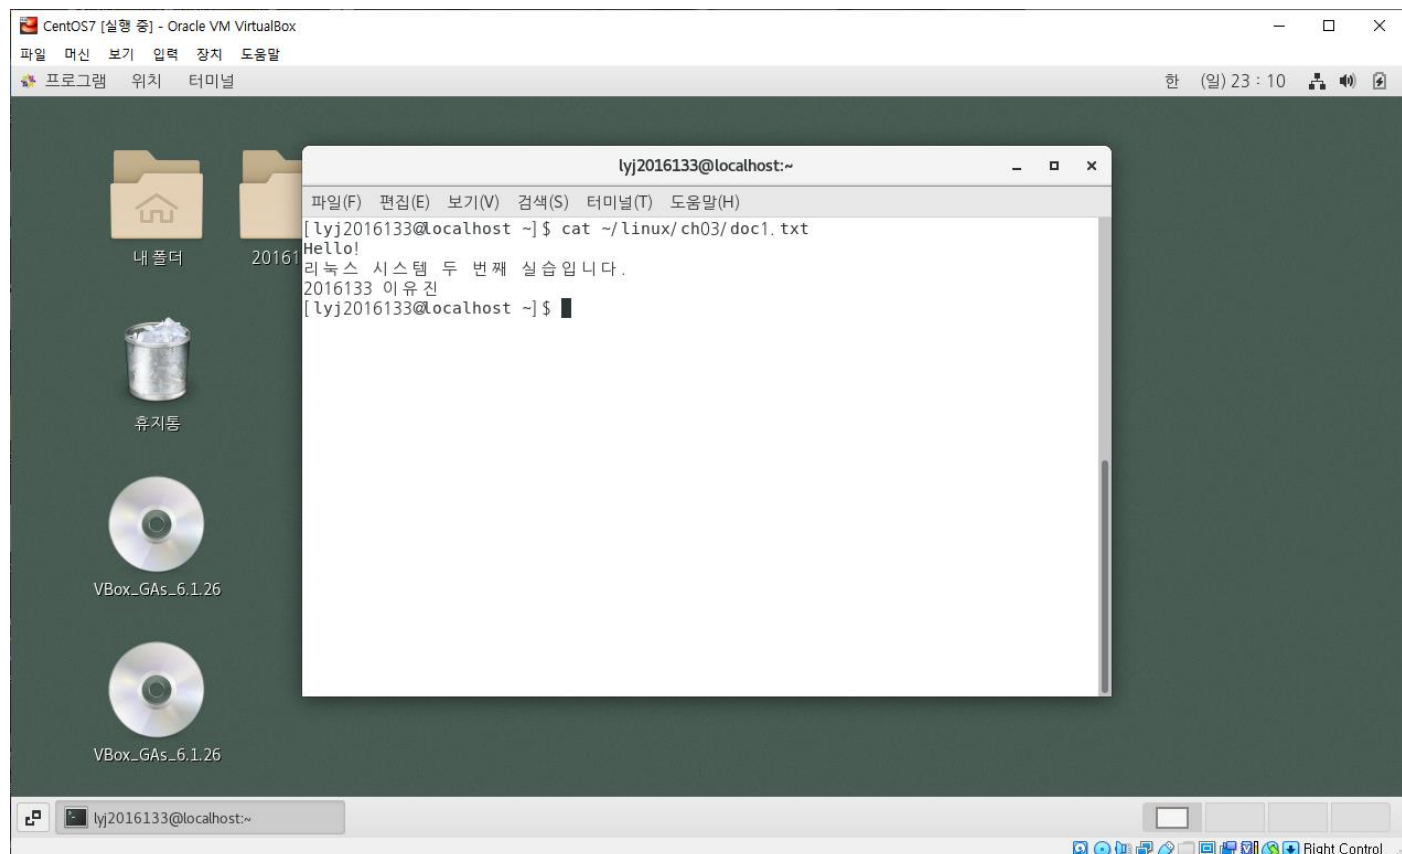 CentOS7 [실행 중] - Oracle VM VirtualBox
파일 머신 보기 입력 장치 도움말
프로그램 위치 터미널 한 (일) 23 : 10
lyj2016133@localhost:~
파일(F) 편집(E) 보기(V) 검색(S) 터미널(T) 도움말(H)
[lyj2016133@localhost ~]$ cat ~/linux/ch03/doc1.txt
Hello!
리눅스 시스템 두 번째 실습입니다.
2016133 이유진
[lyj2016133@localhost ~]$
내 폴더
20161
휴지통
VBox_GAs_6.1.26
VBox_GAs_6.1.26
lyj2016133@localhost:~
Right Control